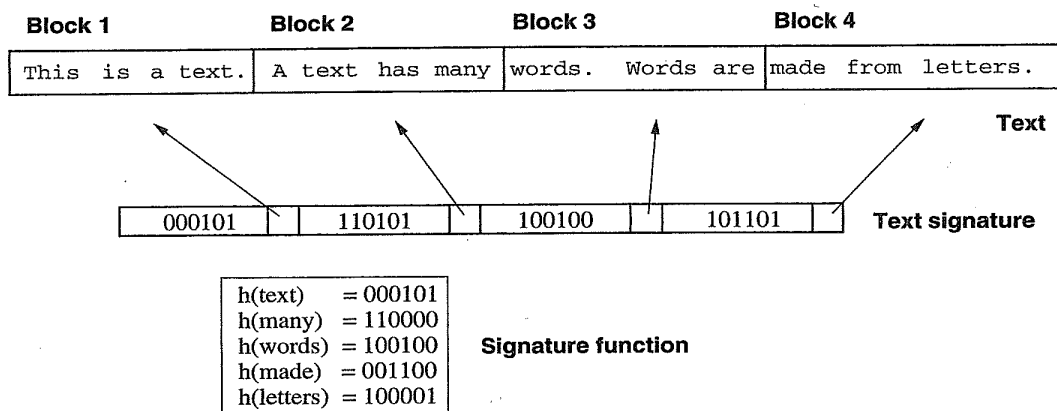 Block 1 Block 2 Block 3 Block 4
This is a text. A text has many words. Words are made from letters.
Text
000101 110101 100100 101101 Text signature
h(text) = 000101
h(many) = 110000
h(words) = 100100
h(made) = 001100
h(letters) = 100001
Signature function